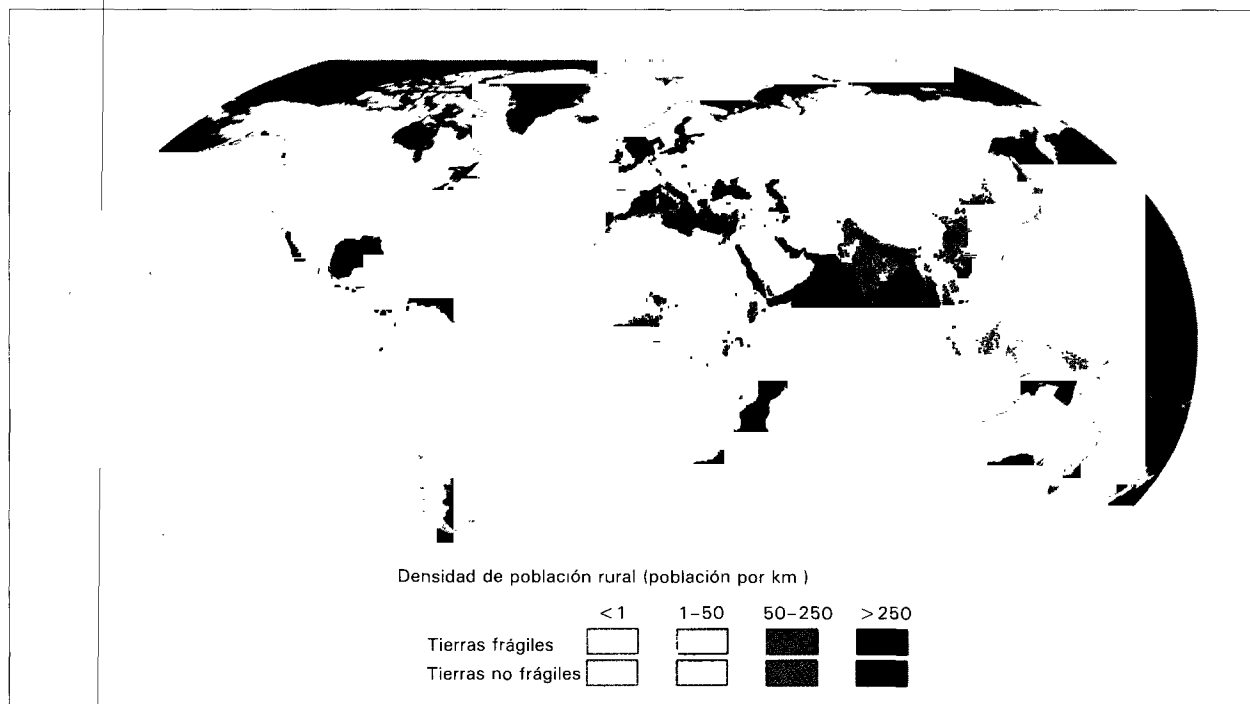 Densidad de población rural (población por km )
<1 1-50 50-250 >250
Tierras frágiles
Tierras no frágiles